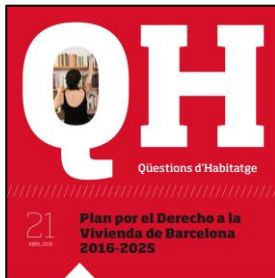 QH
Qüestions d'Habitatge
21
ABRIL 2016
Plan por el Derecho a la
Vivienda de Barcelona
2016-2025